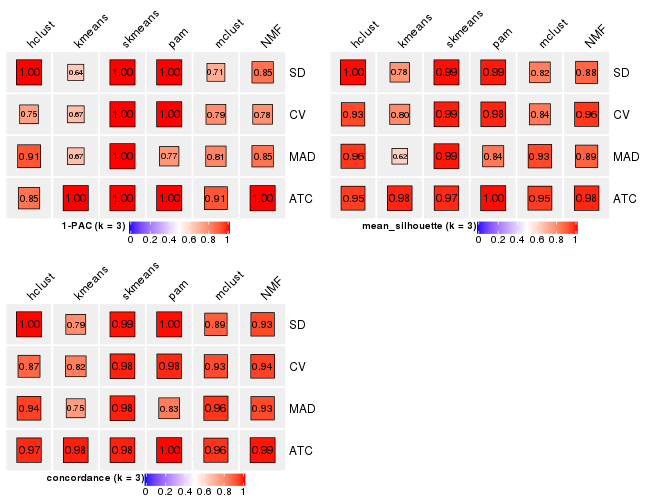 hclust kmeans skmeans pam mclust NMF
1.00 0.64 1.00 1.00 0.71 0.85 SD
0.75 0.67 1.00 1.00 0.79 0.78 CV
0.91 0.67 1.00 0.77 0.81 0.85 MAD
0.85 1.00 1.00 1.00 0.91 1.00 ATC
1-PAC (k = 3)
0 0.2 0.4 0.6 0.8 1
hclust kmeans skmeans pam mclust NMF
1.00 0.78 0.99 0.99 0.82 0.88 SD
0.93 0.80 0.99 0.98 0.84 0.96 CV
0.96 0.62 0.99 0.84 0.93 0.89 MAD
0.95 0.98 0.97 1.00 0.95 0.98 ATC
mean_silhouette (k = 3)
0 0.2 0.4 0.6 0.8 1
hclust kmeans skmeans pam mclust NMF
1.00 0.79 0.99 1.00 0.89 0.93 SD
0.87 0.82 0.98 0.98 0.93 0.94 CV
0.94 0.75 0.98 0.83 0.96 0.93 MAD
0.97 0.98 0.98 1.00 0.96 0.99 ATC
concordance (k = 3)
0 0.2 0.4 0.6 0.8 1